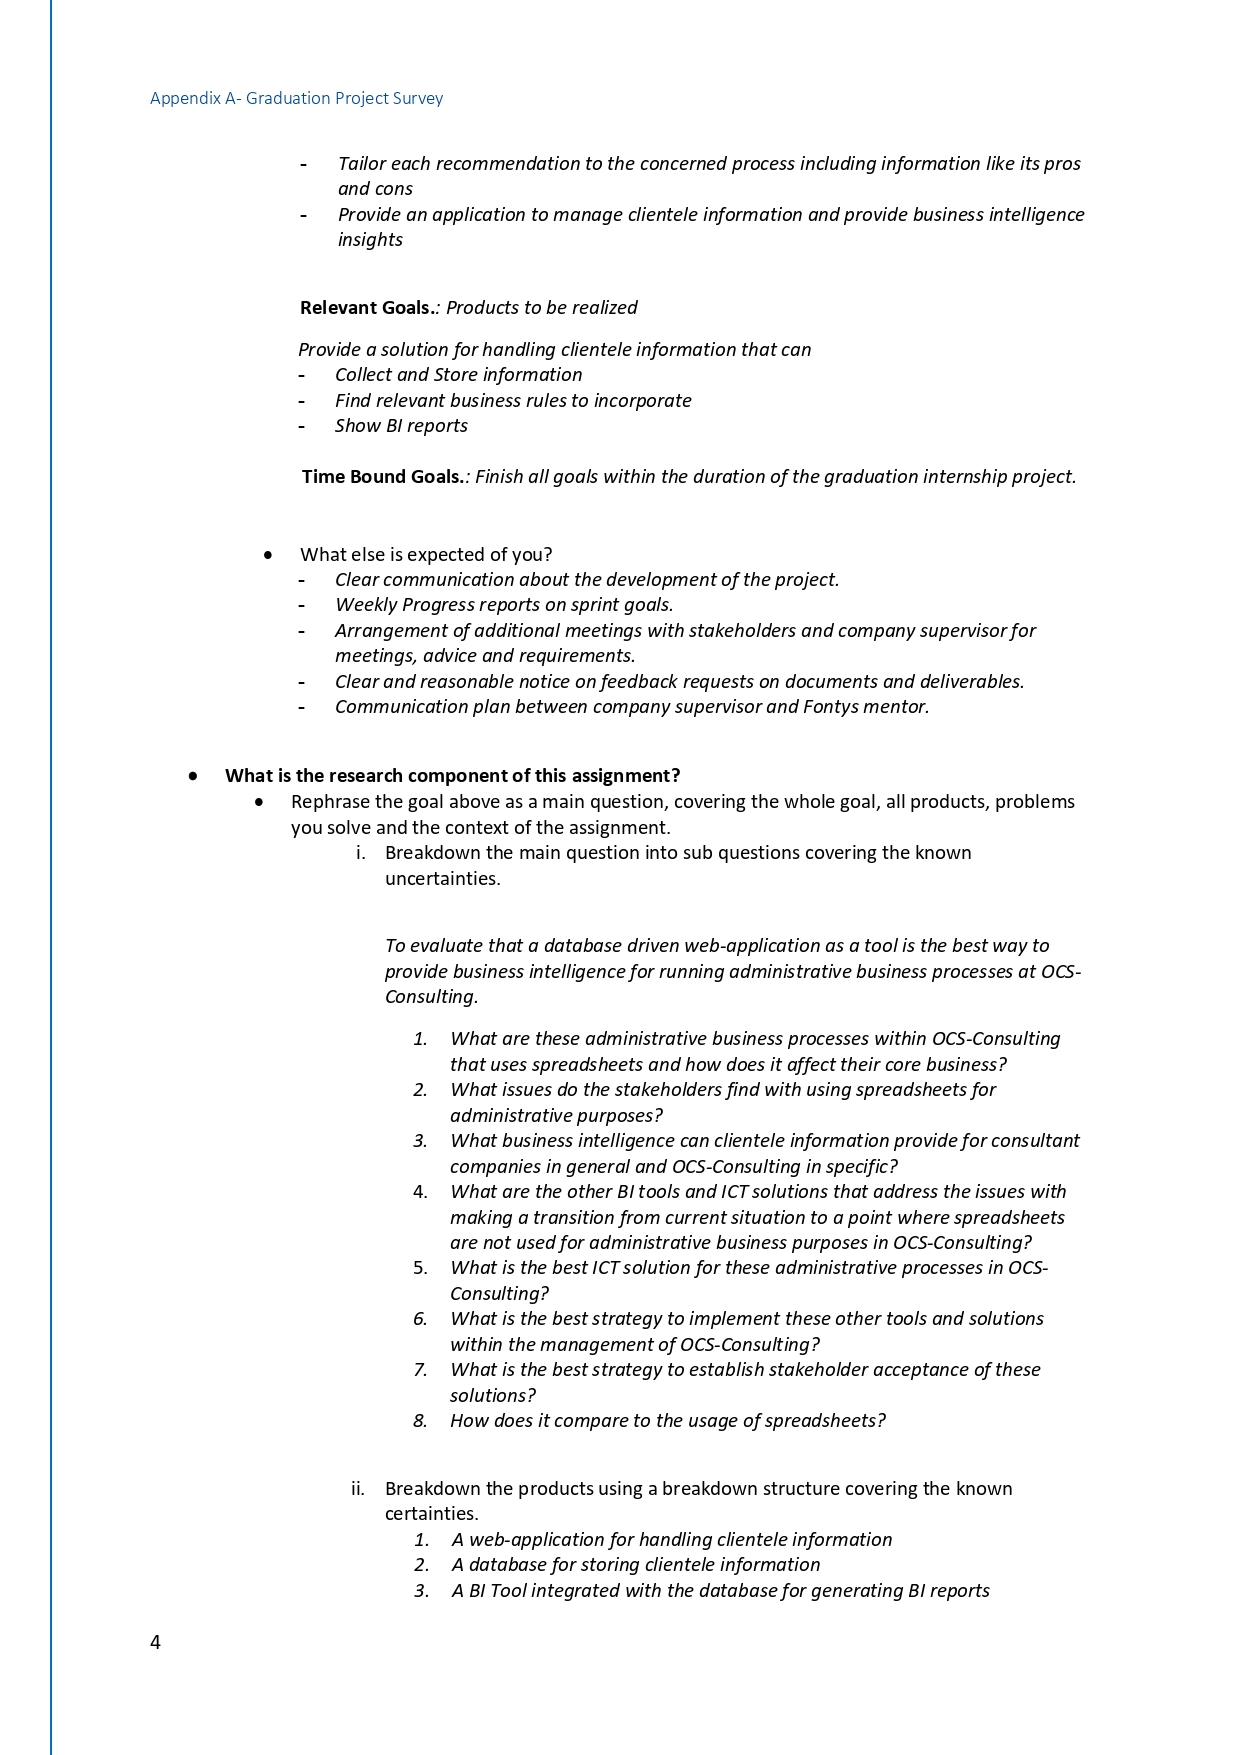 Appendix A- Graduation Project Survey
- Tailor each recommendation to the concerned process including information like its pros
and cons
- Provide an application to manage clientele information and provide business intelligence
insights
Relevant Goals.: Products to be realized
Provide a solution for handling clientele information that can
- Collect and Store information
- Find relevant business rules to incorporate
- Show BI reports
Time Bound Goals.: Finish all goals within the duration of the graduation internship project.
● What else is expected of you?
- Clear communication about the development of the project.
- Weekly Progress reports on sprint goals.
- Arrangement of additional meetings with stakeholders and company supervisor for
meetings, advice and requirements.
- Clear and reasonable notice on feedback requests on documents and deliverables.
- Communication plan between company supervisor and Fontys mentor.
● What is the research component of this assignment?
● Rephrase the goal above as a main question, covering the whole goal, all products, problems
you solve and the context of the assignment.
i. Breakdown the main question into sub questions covering the known
uncertainties.
To evaluate that a database driven web-application as a tool is the best way to
provide business intelligence for running administrative business processes at OCS-
Consulting.
1. What are these administrative business processes within OCS-Consulting
that uses spreadsheets and how does it affect their core business?
2. What issues do the stakeholders find with using spreadsheets for
administrative purposes?
3. What business intelligence can clientele information provide for consultant
companies in general and OCS-Consulting in specific?
4. What are the other BI tools and ICT solutions that address the issues with
making a transition from current situation to a point where spreadsheets
are not used for administrative business purposes in OCS-Consulting?
5. What is the best ICT solution for these administrative processes in OCS-
Consulting?
6. What is the best strategy to implement these other tools and solutions
within the management of OCS-Consulting?
7. What is the best strategy to establish stakeholder acceptance of these
solutions?
8. How does it compare to the usage of spreadsheets?
ii. Breakdown the products using a breakdown structure covering the known
certainties.
1. A web-application for handling clientele information
2. A database for storing clientele information
3. A BI Tool integrated with the database for generating BI reports
4